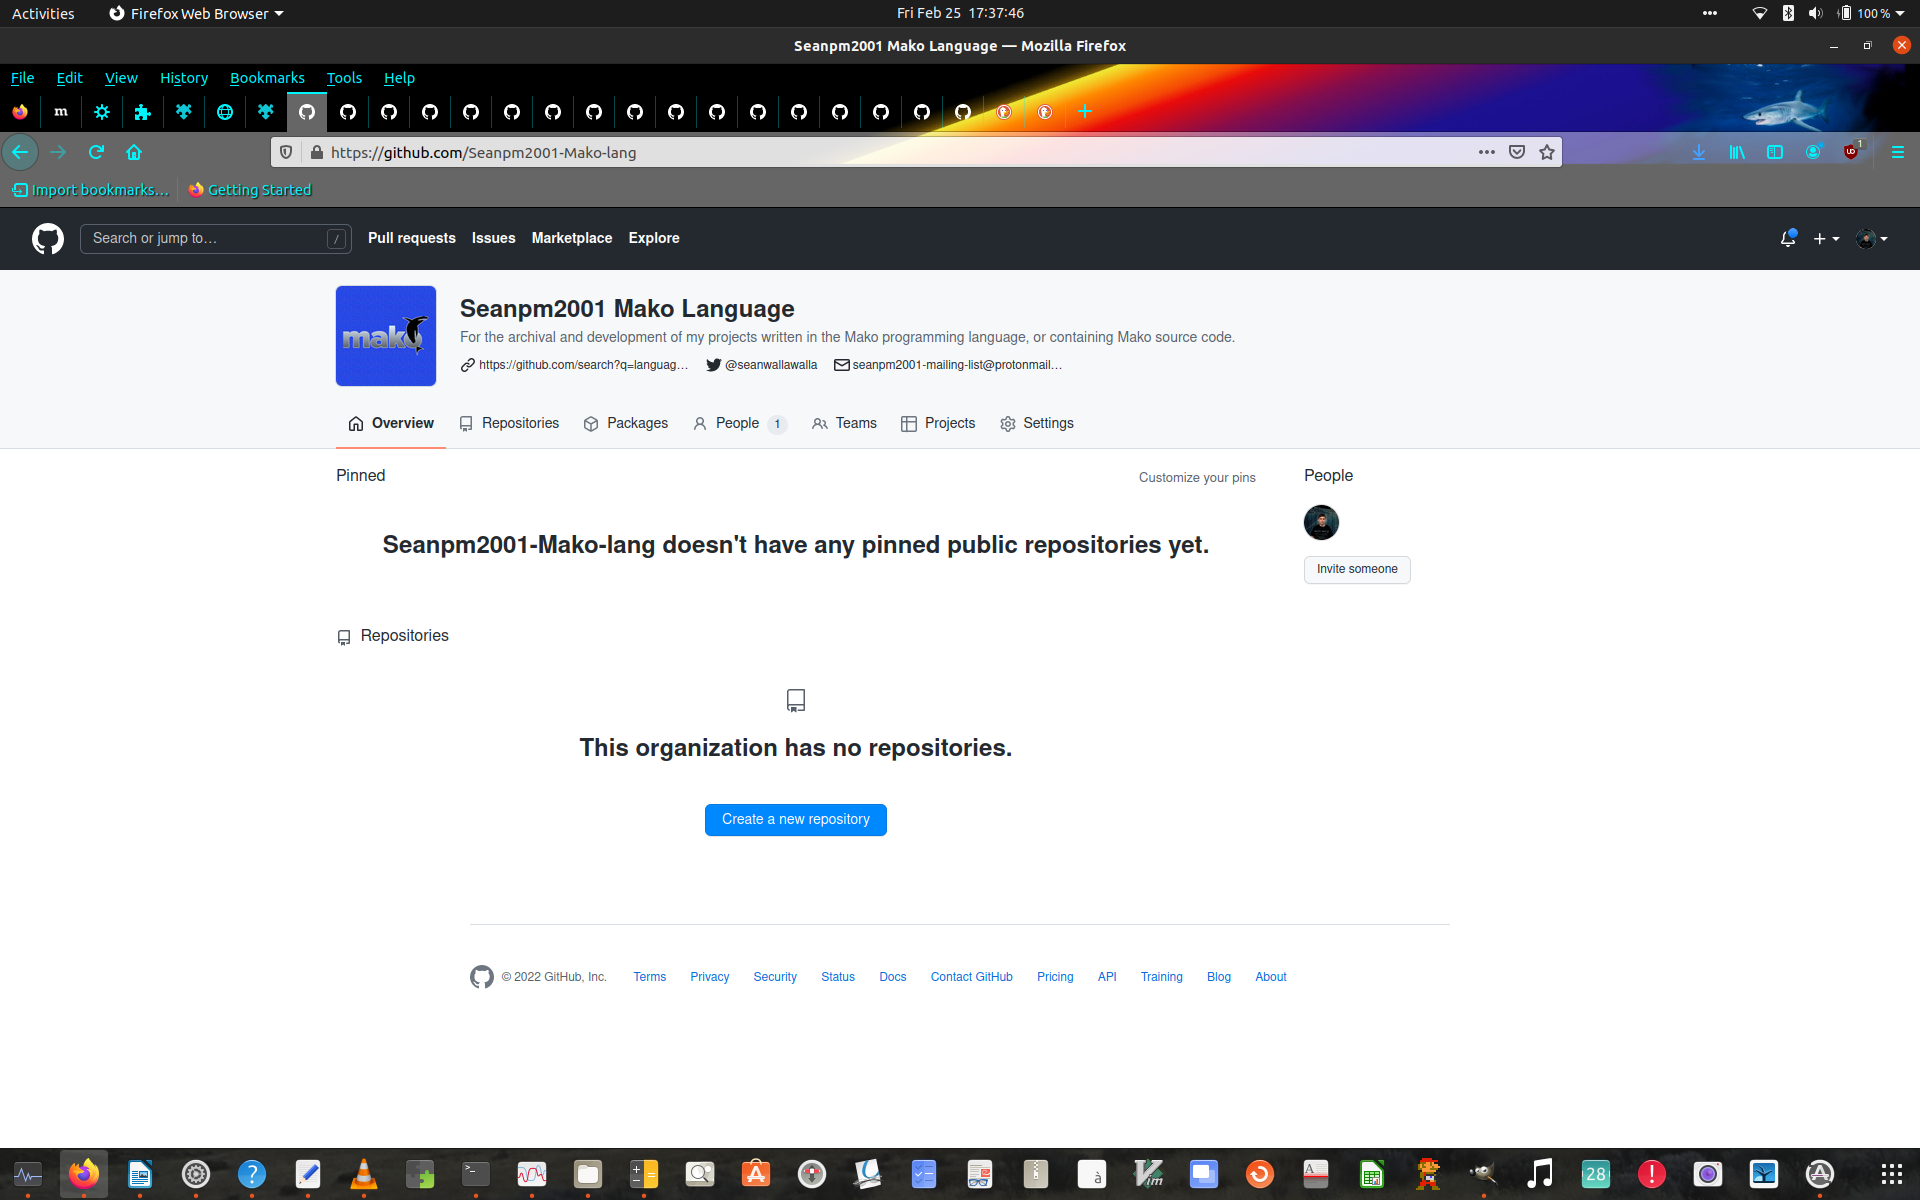 Activities
Firefox Web Browser
Fri Feb 25 17:37:46
100 %
Seanpm2001 Mako Language — Mozilla Firefox
File Edit View History Bookmarks Tools Help
m
https://github.com/Seanpm2001-Mako-lang
1
Import bookmarks...
Getting Started
Search or jump to...
/
Pull requests Issues Marketplace Explore
mako
Seanpm2001 Mako Language
For the archival and development of my projects written in the Mako programming language, or containing Mako source code.
https://github.com/search?q=languag...
@seanwallawalla
seanpm2001-mailing-list@protonmail...
Overview Repositories Packages People 1 Teams Projects Settings
Pinned
Customize your pins
People
Seanpm2001-Mako-lang doesn't have any pinned public repositories yet.
Invite someone
Repositories
This organization has no repositories.
Create a new repository
© 2022 GitHub, Inc. Terms Privacy Security Status Docs Contact GitHub Pricing API Training Blog About
28